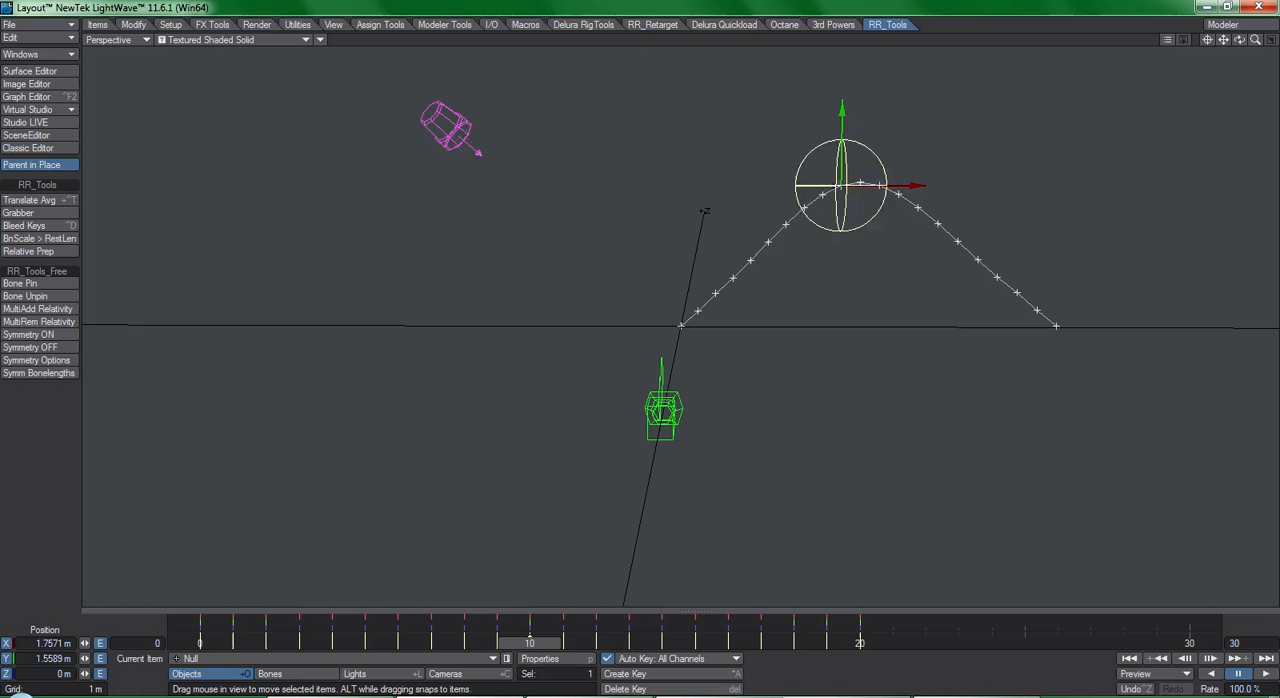 Layout™ NewTek LightWave™ 11.6.1 (Win64)
File Items Modify Setup FX Tools Render Utilities View Assign Tools Modeler Tools I/O Macros Delura RigTools RR_Retarget Delura Quickload Octane 3rd Powers RR_Tools Modeler
Edit Perspective Textured Shaded Solid
Windows
Surface Editor
Image Editor
Graph Editor ^F2
Virtual Studio
Studio LIVE
SceneEditor
Classic Editor
Parent in Place
RR_Tools
Translate Avg +^T
Grabber
Bleed Keys ^D
BnScale > RestLen
Relative Prep
RR_Tools_Free
Bone Pin
Bone Unpin
MultiAdd Relativity
MultiRem Relativity
Symmetry ON
Symmetry OFF
Symmetry Options
Symm Bonelengths
+Z
Position
X 1.7571 m E 0 0 10 20 30 30
Y 1.5589 m E Current Item + Null Properties p Auto Key: All Channels
Z 0 m E Objects +O Bones +B Lights +L Cameras +C Sel: 1 Create Key ^A Preview
Grid: 1 m Drag mouse in view to move selected items. ALT while dragging snaps to items. Delete Key del Undo ^Z Redo Rate 100.0 %